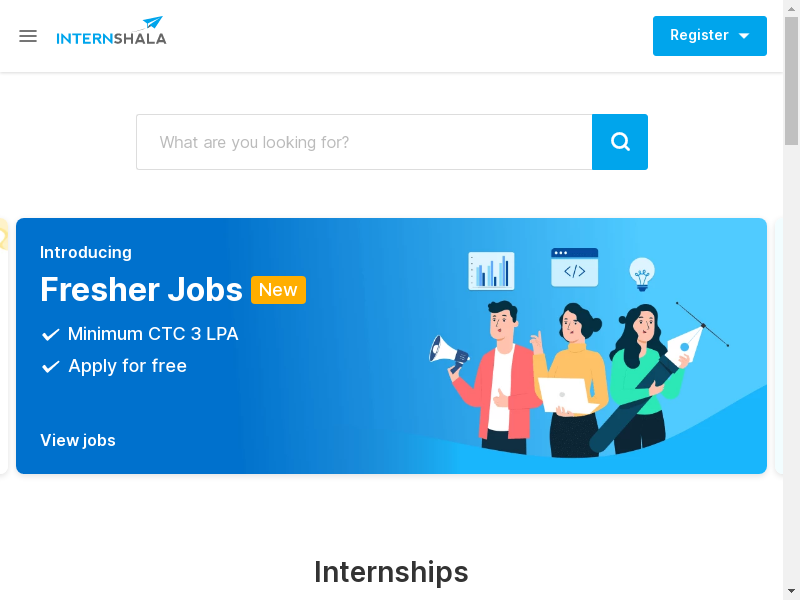 INTERNSHALA
Register
What are you looking for?
Introducing
Fresher Jobs New
Minimum CTC 3 LPA
Apply for free
View jobs
</>
Internships